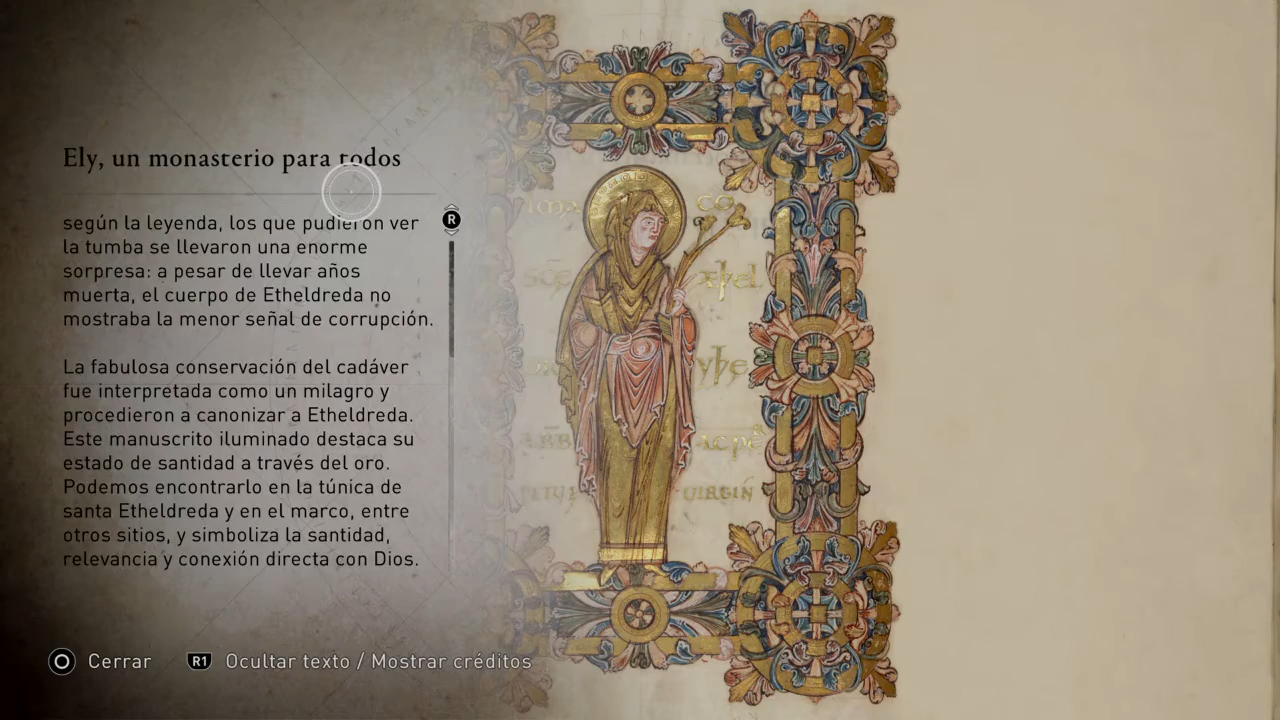 Ely, un monasterio para todos
según la leyenda, los que pudieron ver
la tumba se llevaron una enorme
sorpresa: a pesar de llevar años
muerta, el cuerpo de Etheldreda no
mostraba la menor señal de corrupción.
La fabulosa conservación del cadáver
fue interpretada como un milagro y
procedieron a canonizar a Etheldreda.
Este manuscrito iluminado destaca su
estado de santidad a través del oro.
Podemos encontrarlo en la túnica de
santa Etheldreda y en el marco, entre
otros sitios, y simboliza la santidad,
relevancia y conexión directa con Dios.
R
Cerrar
R1 Ocultar texto / Mostrar créditos